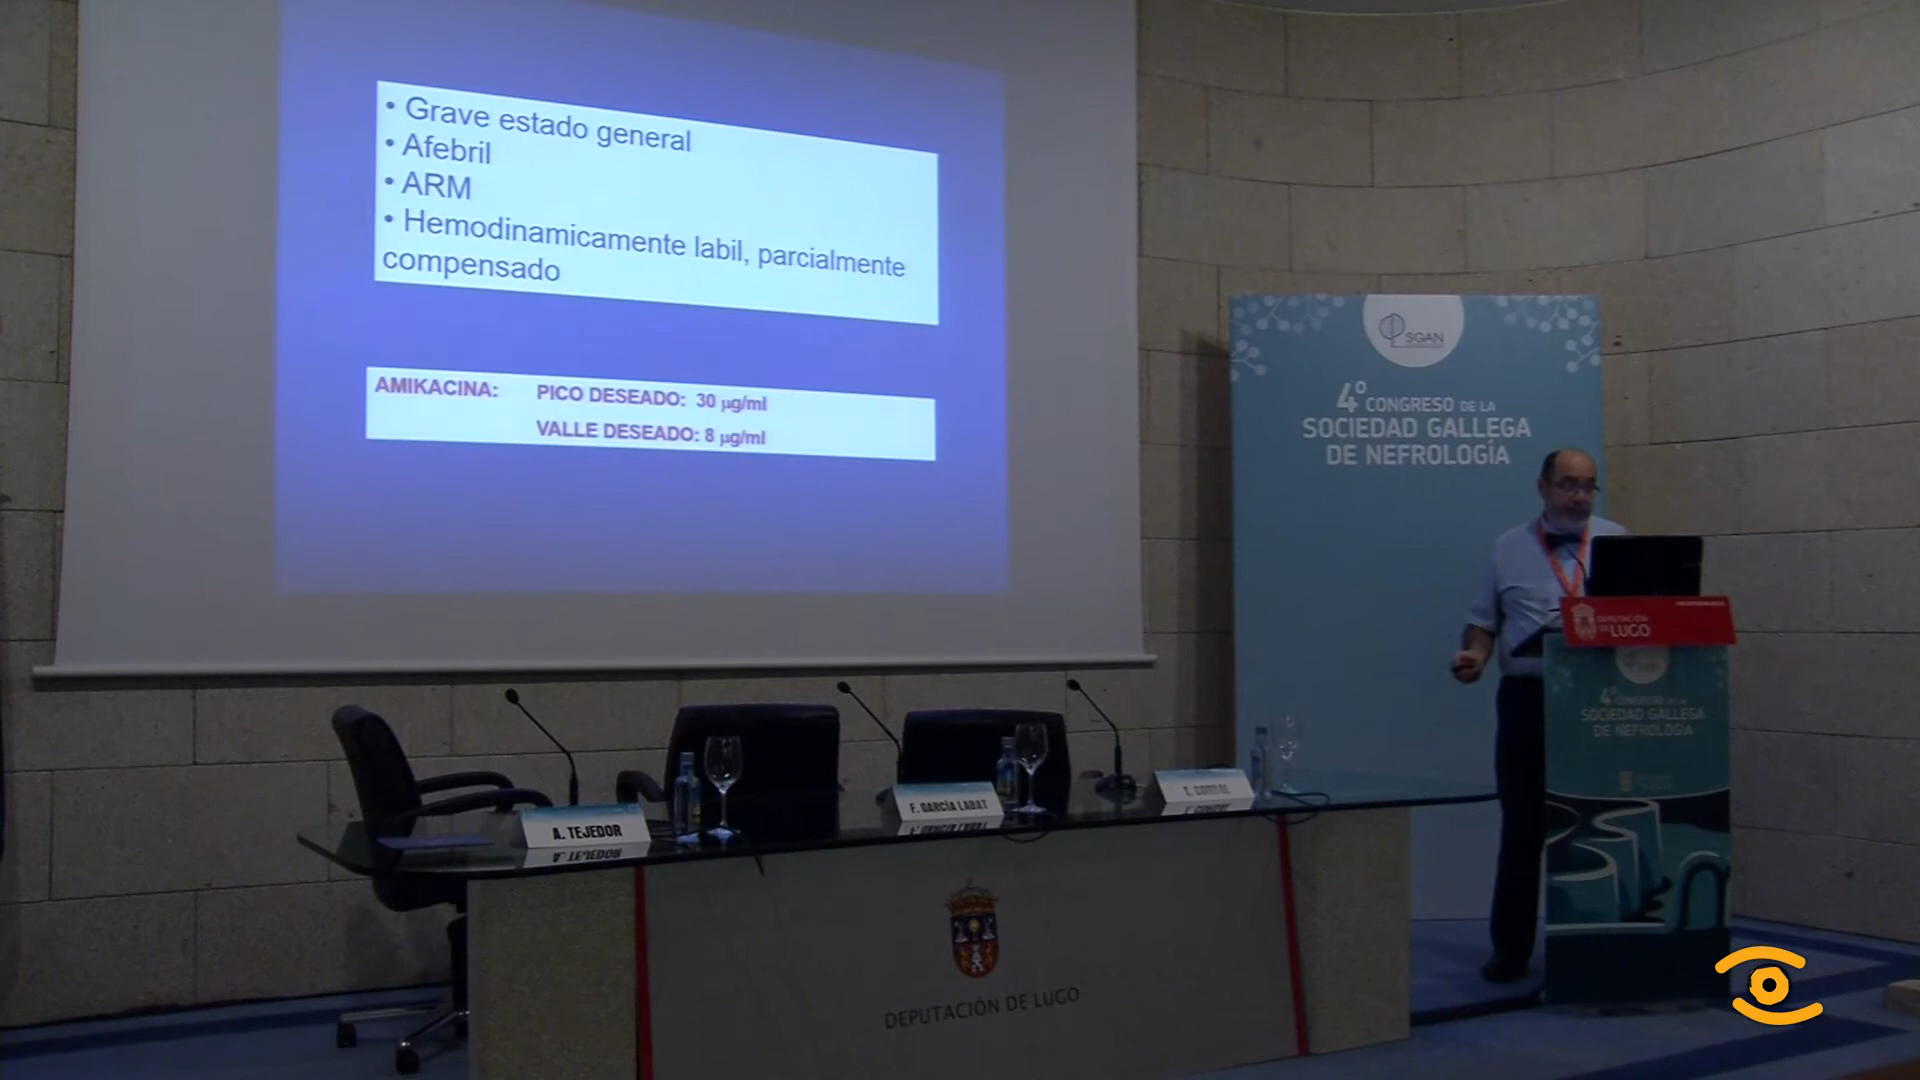 • Grave estado general
• Afebril
• ARM
• Hemodinamicamente labil, parcialmente
compensado
AMIKACINA: PICO DESEADO: 30 µg/ml
VALLE DESEADO: 8 µg/ml
SGAN
4º CONGRESO DE LA
SOCIEDAD GALLEGA
DE NEFROLOGÍA
DEPUTACIÓN
DE LUGO
4º CONGRESO DE LA
SOCIEDAD GALLEGA
DE NEFROLOGÍA
A. TEJEDOR
F. GARCÍA LABAT
DEPUTACIÓN DE LUGO